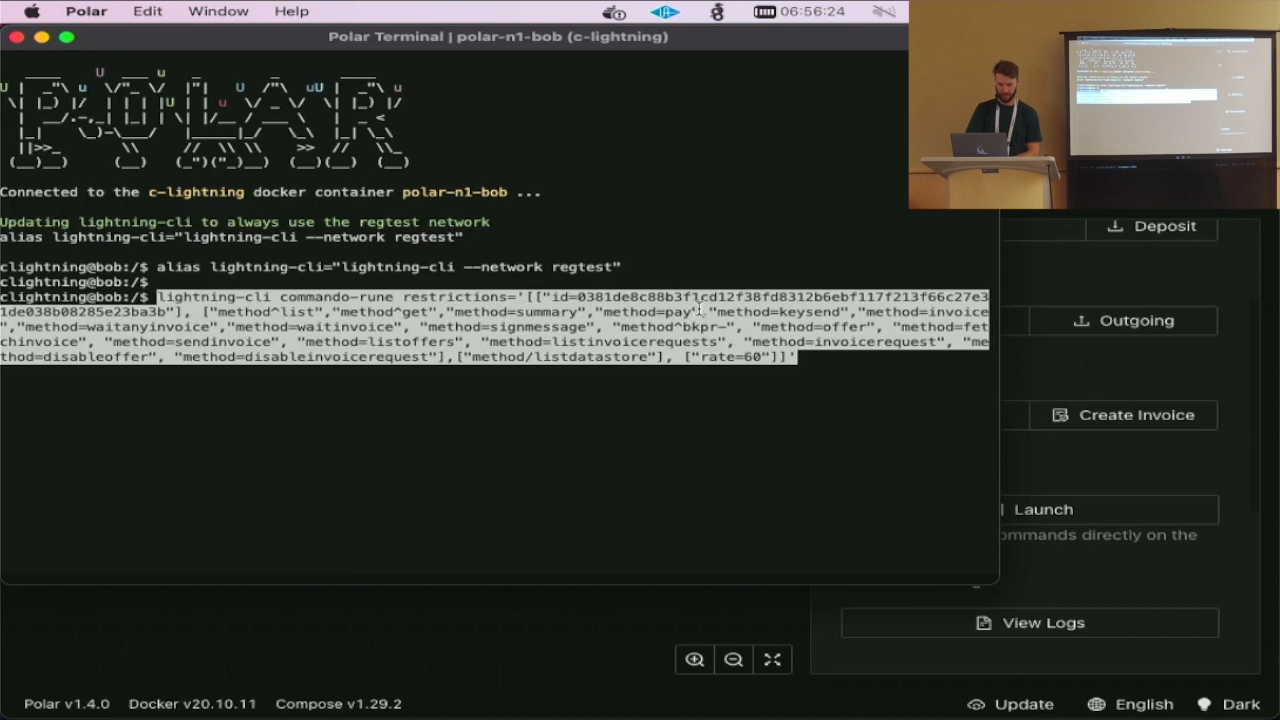 Polar Edit Window Help 06:56:24
Polar Terminal | polar-n1-bob (c-lightning)
Connected to the c-lightning docker container polar-n1-bob ...
Updating lightning-cli to always use the regtest network
alias lightning-cli="lightning-cli --network regtest"
clightning@bob:/$ alias lightning-cli="lightning-cli --network regtest"
clightning@bob:/$
clightning@bob:/$ lightning-cli commando-rune restrictions='[["id=0381de8c88b3f1cd12f38fd8312b6ebf117f213f66c27e3
1de038b08285e23ba3b"], ["method^list","method^get","method=summary","method=pay","method=keysend","method=invoice
","method=waitanyinvoice","method=waitinvoice", "method=signmessage", "method^bkpr-", "method=offer", "method=fet
chinvoice", "method=sendinvoice", "method=listoffers", "method=listinvoicerequests", "method=invoicerequest", "me
thod=disableoffer", "method=disableinvoicerequest"],["method/listdatastore"], ["rate=60"]]'
Deposit
Outgoing
Create Invoice
Launch
ommands directly on the
View Logs
Polar v1.4.0 Docker v20.10.11 Compose v1.29.2 Update English Dark